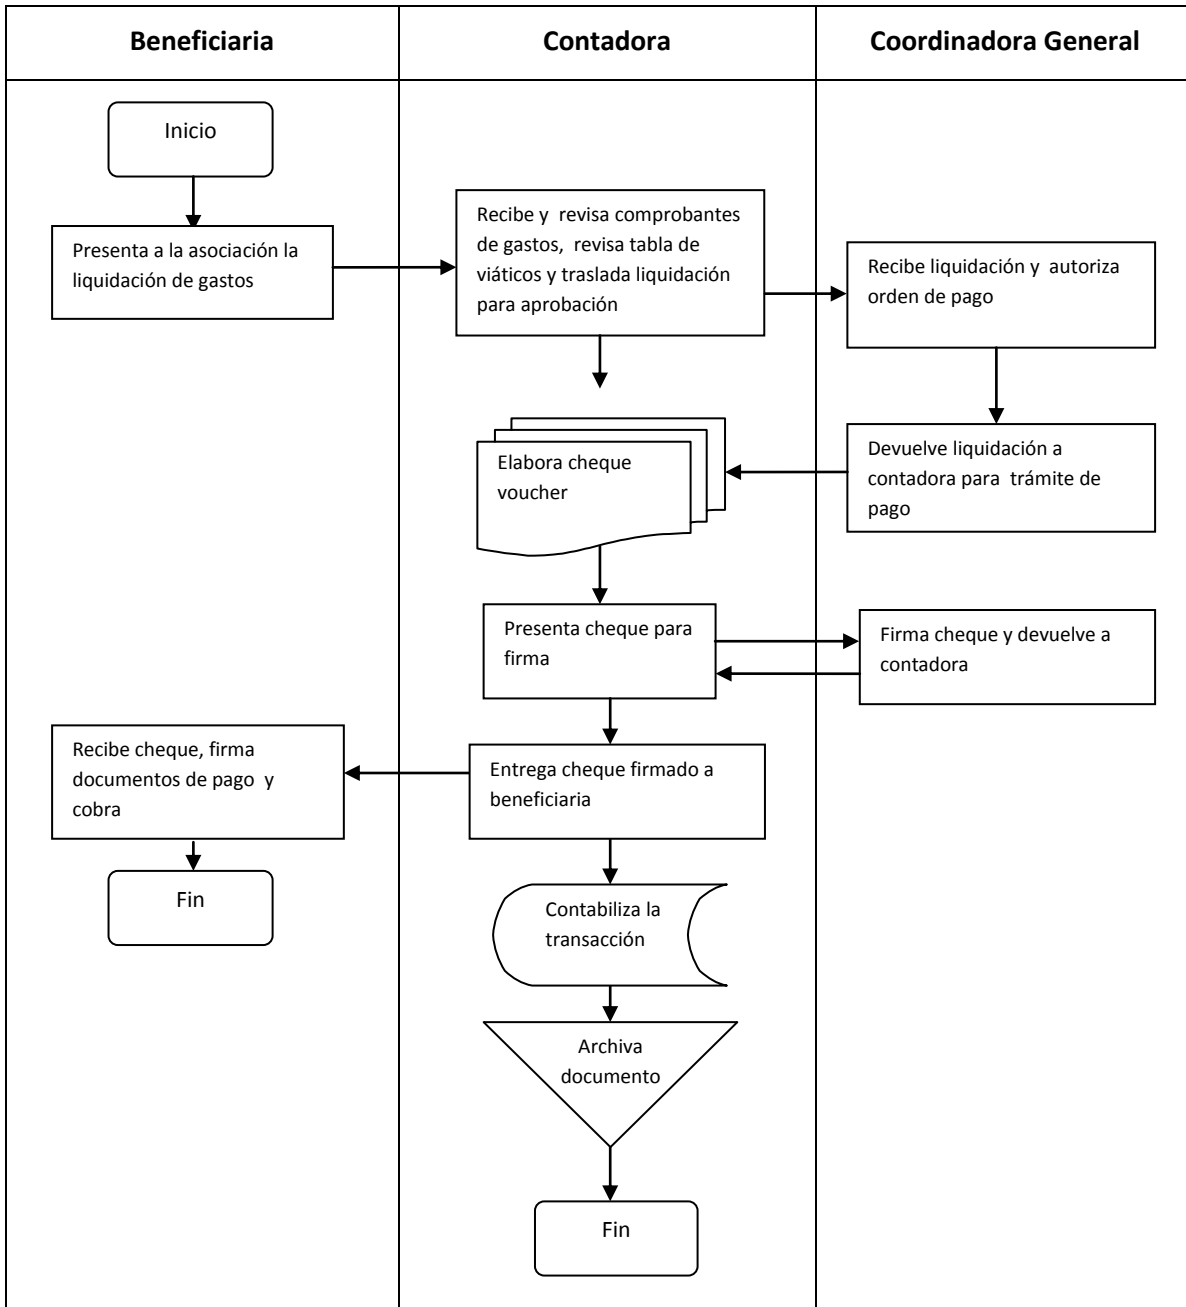 Beneficiaria
Contadora
Coordinadora General
Inicio
Presenta a la asociación la
liquidación de gastos
Recibe y revisa comprobantes
de gastos, revisa tabla de
viáticos y traslada liquidación
para aprobación
Recibe liquidación y autoriza
orden de pago
Devuelve liquidación a
contadora para trámite de
pago
Elabora cheque
voucher
Presenta cheque para
firma
Firma cheque y devuelve a
contadora
Entrega cheque firmado a
beneficiaria
Recibe cheque, firma
documentos de pago y
cobra
Fin
Contabiliza la
transacción
Archiva
documento
Fin